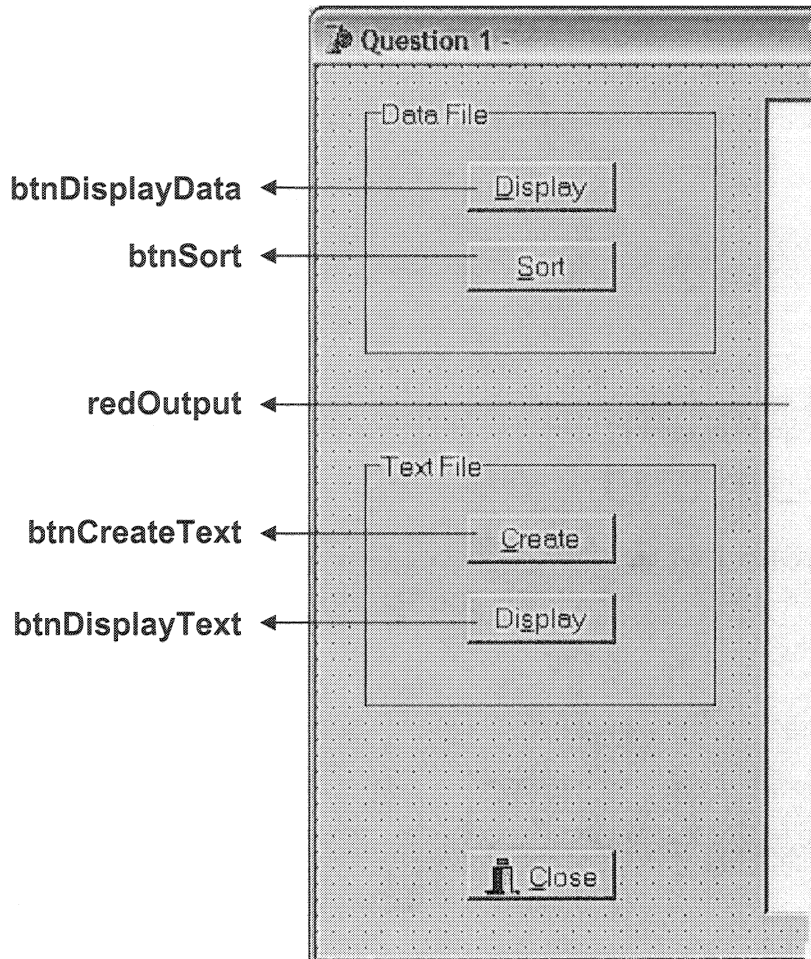 Question 1 -
Data File
btnDisplayData
Display
btnSort
Sort
redOutput
Text File
btnCreateText
Create
btnDisplayText
Display
Close